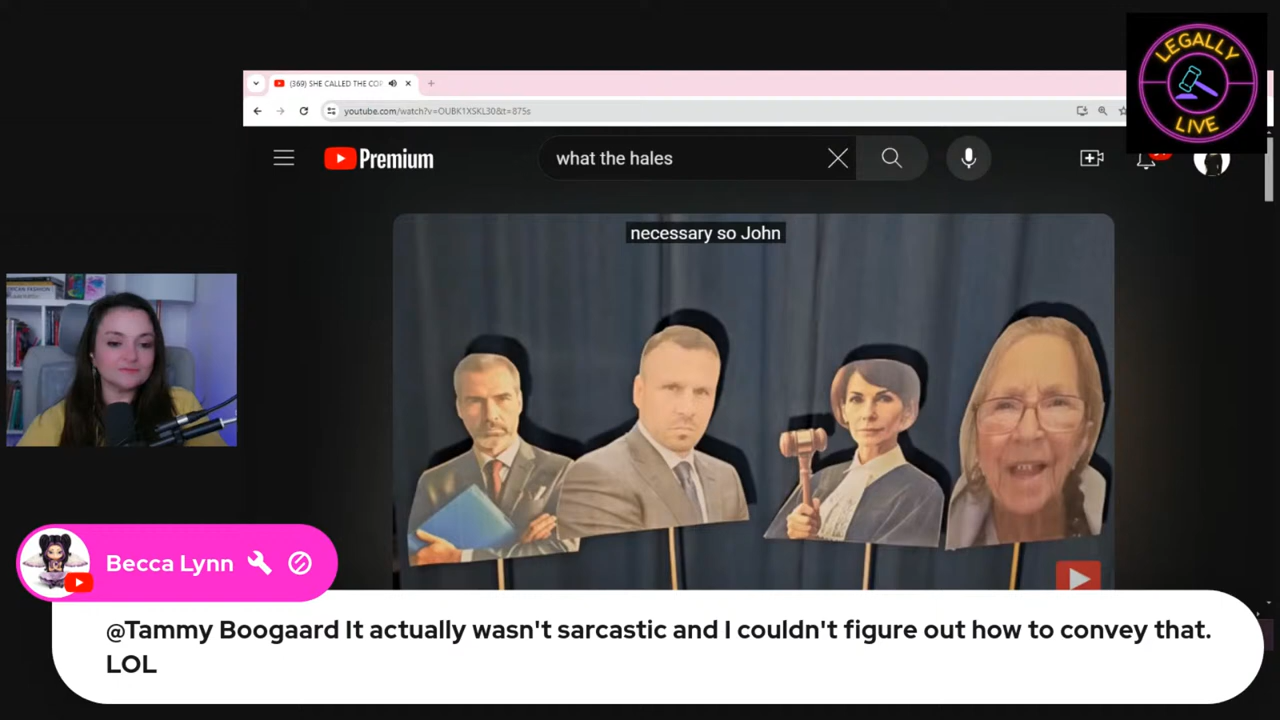 LEGALLY
LIVE
(369) SHE CALLED THE COP
youtube.com/watch?v=OUBK1XSKL30&t=875s
Premium
what the hales
necessary so John
Becca Lynn
@Tammy Boogaard It actually wasn't sarcastic and I couldn't figure out how to convey that.
LOL